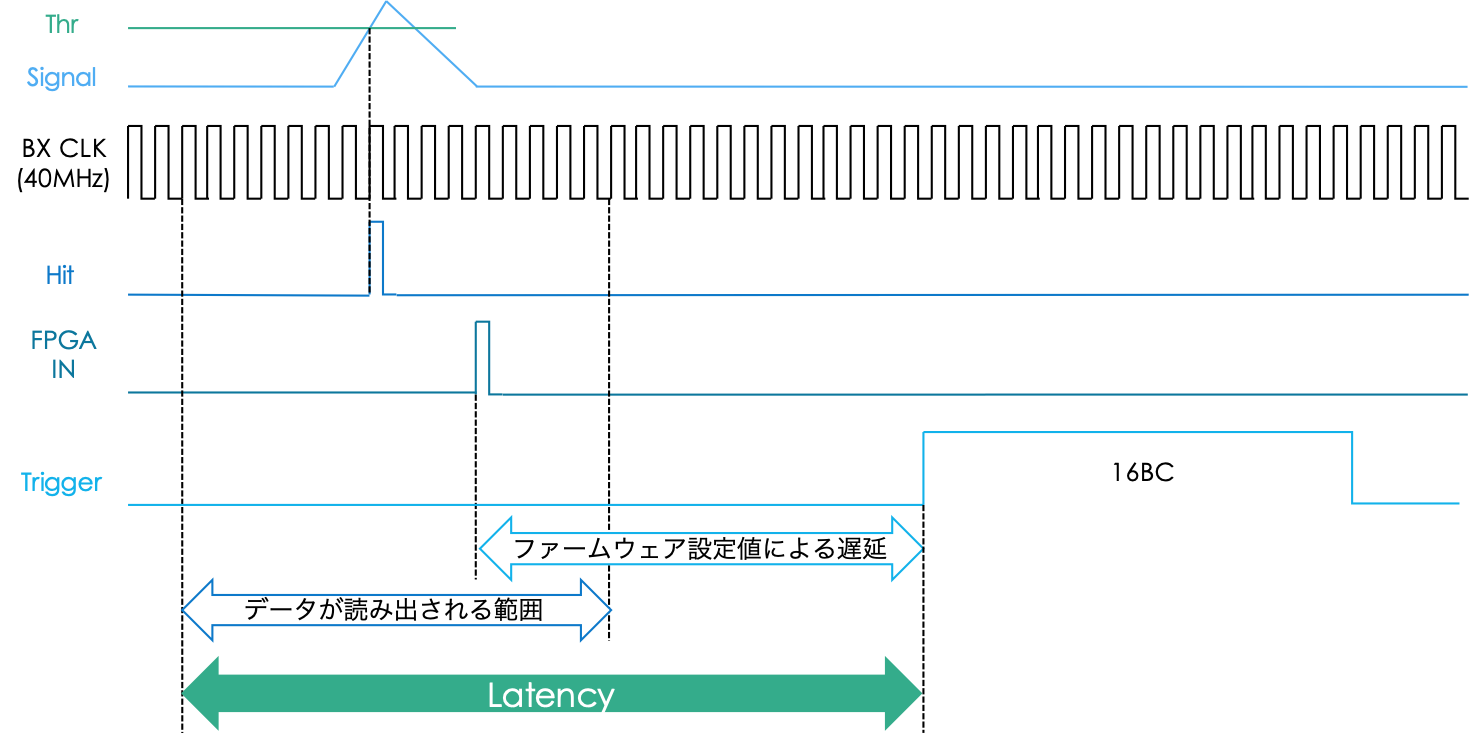 Thr
Signal
BX CLK
(40MHz)
Hit
FPGA
IN
Trigger
16BC
ファームウェア設定値による遅延
データが読み出される範囲
Latency